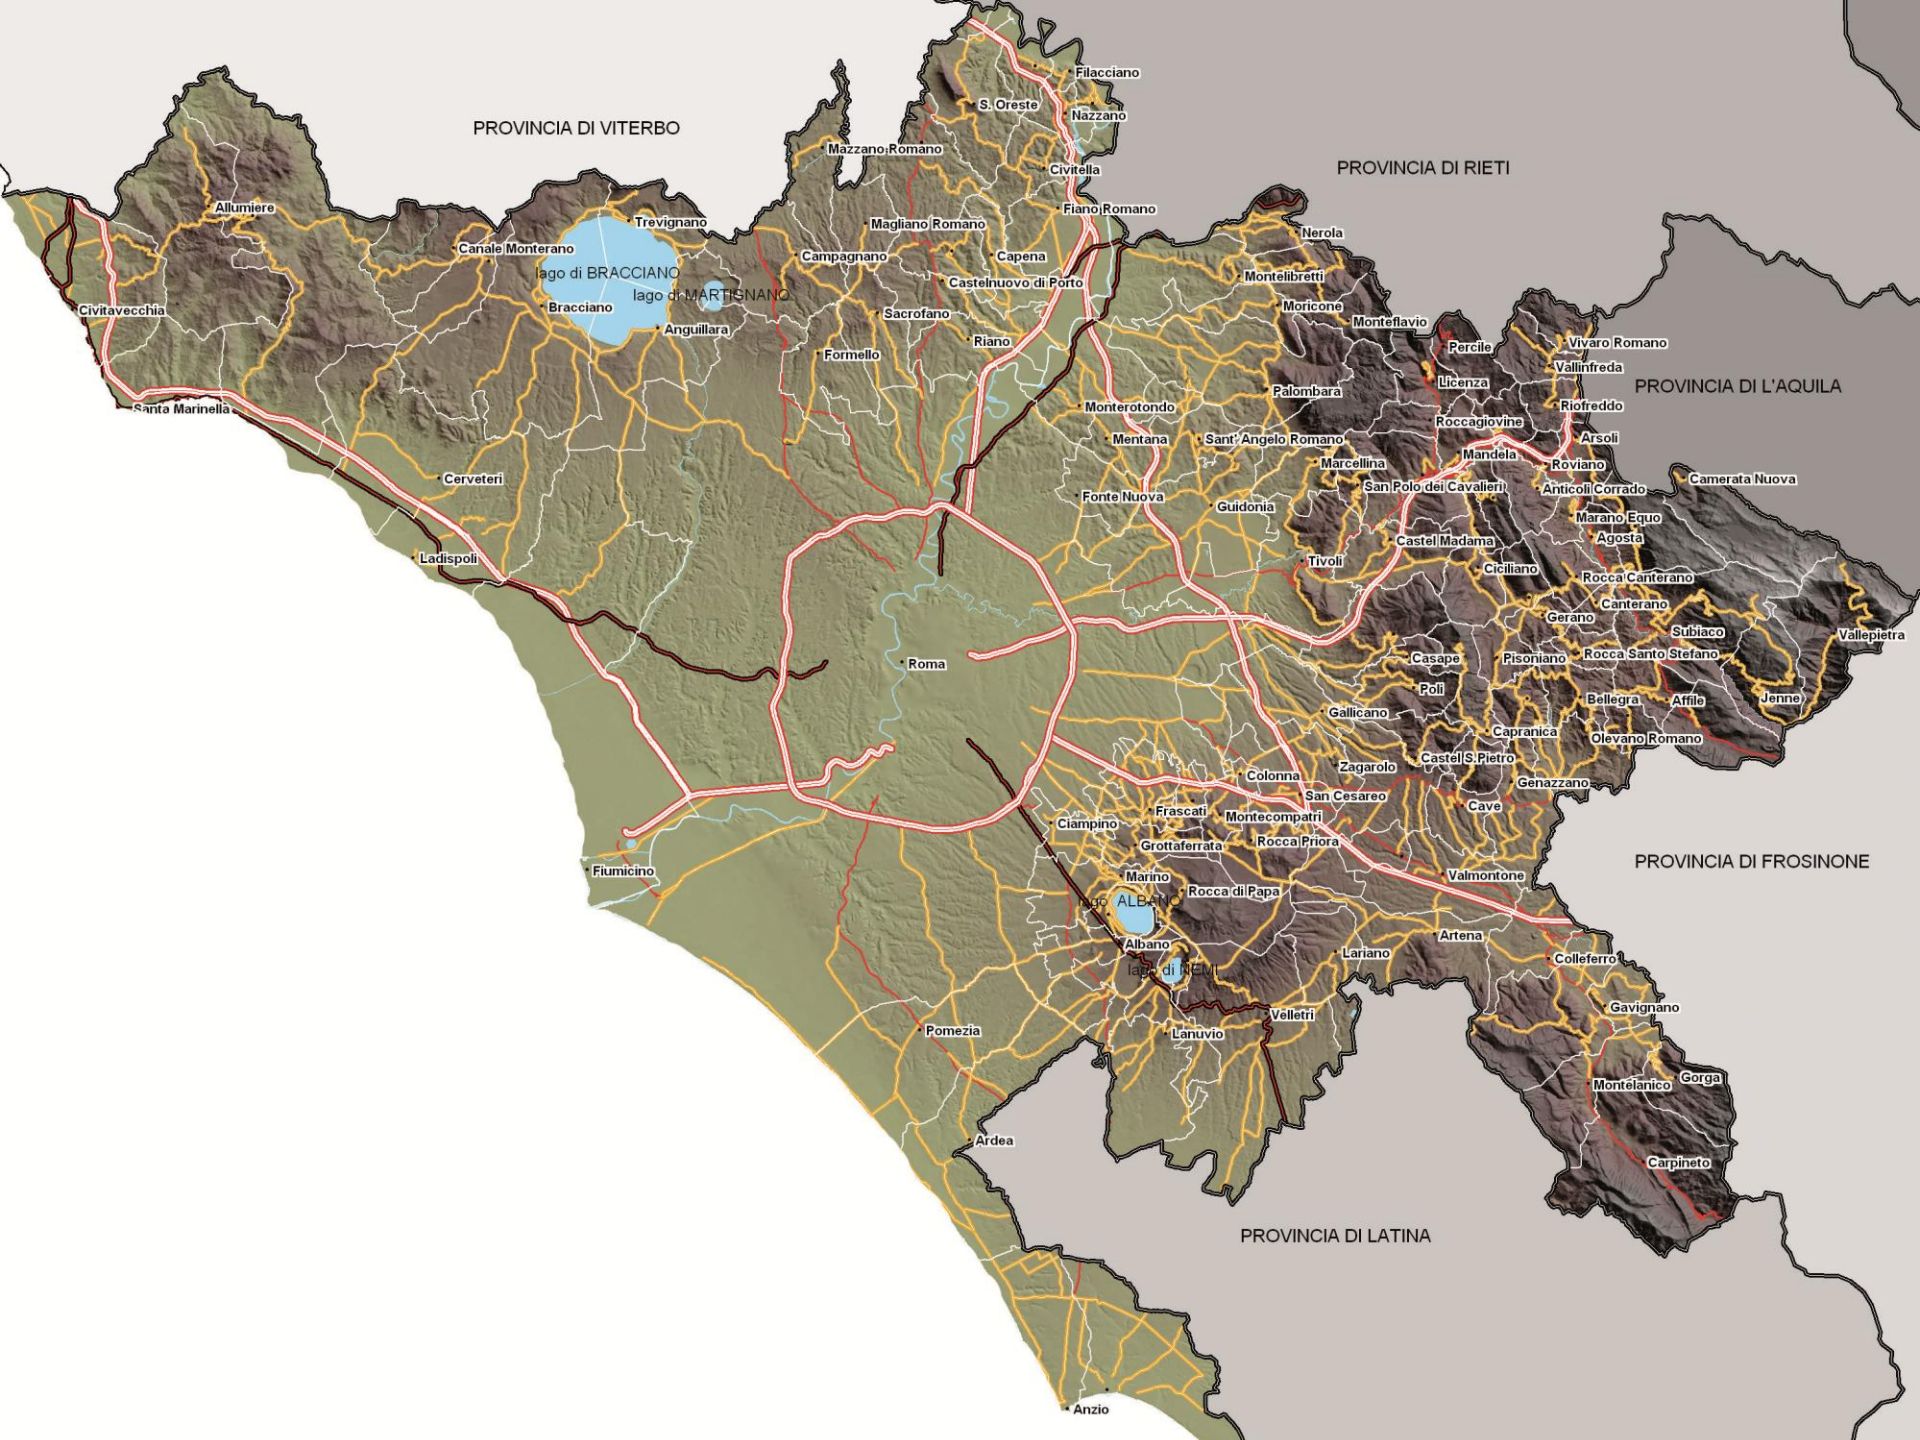 Filacciano
S. Oreste
Nazzano
PROVINCIA DI VITERBO
Mazzano Romano
Civitella
PROVINCIA DI RIETI
Allumiere
Trevignano
Magliano Romano
Fiano Romano
Nerola
Canale Monterano
Campagnano
Capena
lago di BRACCIANO
Montelibretti
Castelnuovo di Porto
lago di MARTIGNANO
Civitavecchia
Bracciano
Sacrofano
Moricone
Monteflavio
Anguillara
Riano
Percile
Vivaro Romano
Formello
Vallinfreda
Licenza
PROVINCIA DI L'AQUILA
Palombara
Santa Marinella
Monterotondo
Riofreddo
Roccagiovine
Mentana
Sant' Angelo Romano
Arsoli
Mandela
Marcellina
Roviano
Cerveteri
San Polo dei Cavalieri
Anticoli Corrado
Camerata Nuova
Fonte Nuova
Guidonia
Marano Equo
Agosta
Castel Madama
Ladispoli
Tivoli
Ciciliano
Rocca Canterano
Canterano
Gerano
Subiaco
Vallepietra
Roma
Casape
Pisoniano
Rocca Santo Stefano
Poli
Bellegra
Affile
Jenne
Gallicano
Capranica
Olevano Romano
Castel S.Pietro
Zagarolo
Colonna
Genazzano
San Cesareo
Cave
Frascati
Montecompatri
Ciampino
Grottaferrata
Rocca Priora
PROVINCIA DI FROSINONE
Fiumicino
Marino
Valmontone
Rocca di Papa
lago ALBANO
Artena
Albano
Lariano
Colleferro
lago di NEMI
Gavignano
Velletri
Pomezia
Lanuvio
Gorga
Montelanico
Ardea
Carpineto
PROVINCIA DI LATINA
Anzio